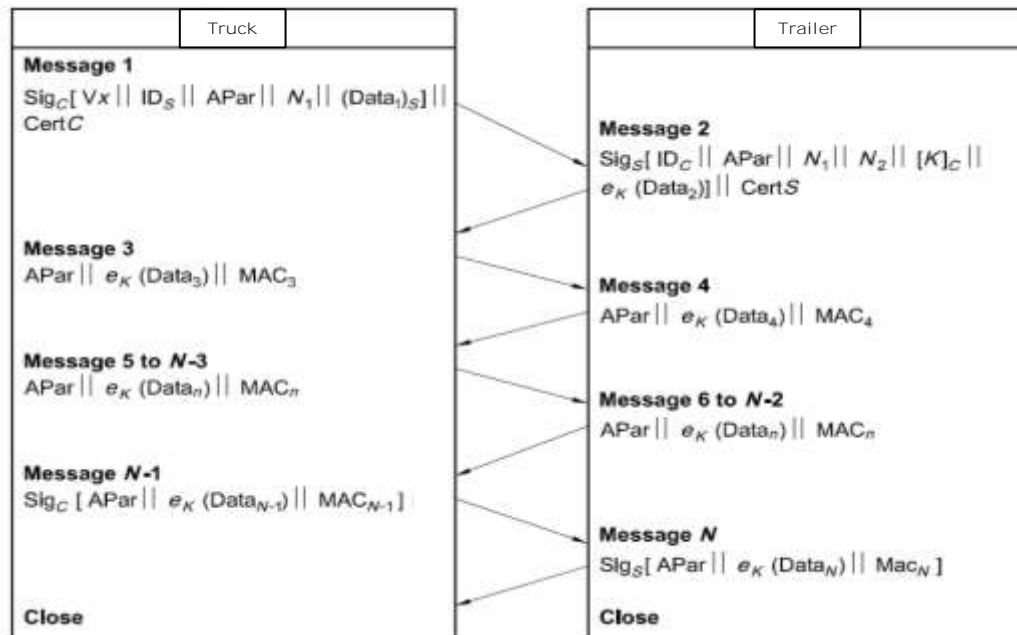 Truck
Message 1
Sig_C[ Vx || ID_S || APar || N_1 || (Data_1)_S] ||
CertC
Message 3
APar || e_K (Data_3) || MAC_3
Message 5 to N-3
APar || e_K (Data_n) || MAC_n
Message N-1
Sig_C [ APar || e_K (Data_N-1) || MAC_N-1 ]
Close
Trailer
Message 2
Sig_S[ ID_C || APar || N_1 || N_2 || [K]_C ||
e_K (Data_2)] || CertS
Message 4
APar || e_K (Data_4) || MAC_4
Message 6 to N-2
APar || e_K (Data_n) || MAC_n
Message N
Sig_S[ APar || e_K (Data_N) || Mac_N ]
Close